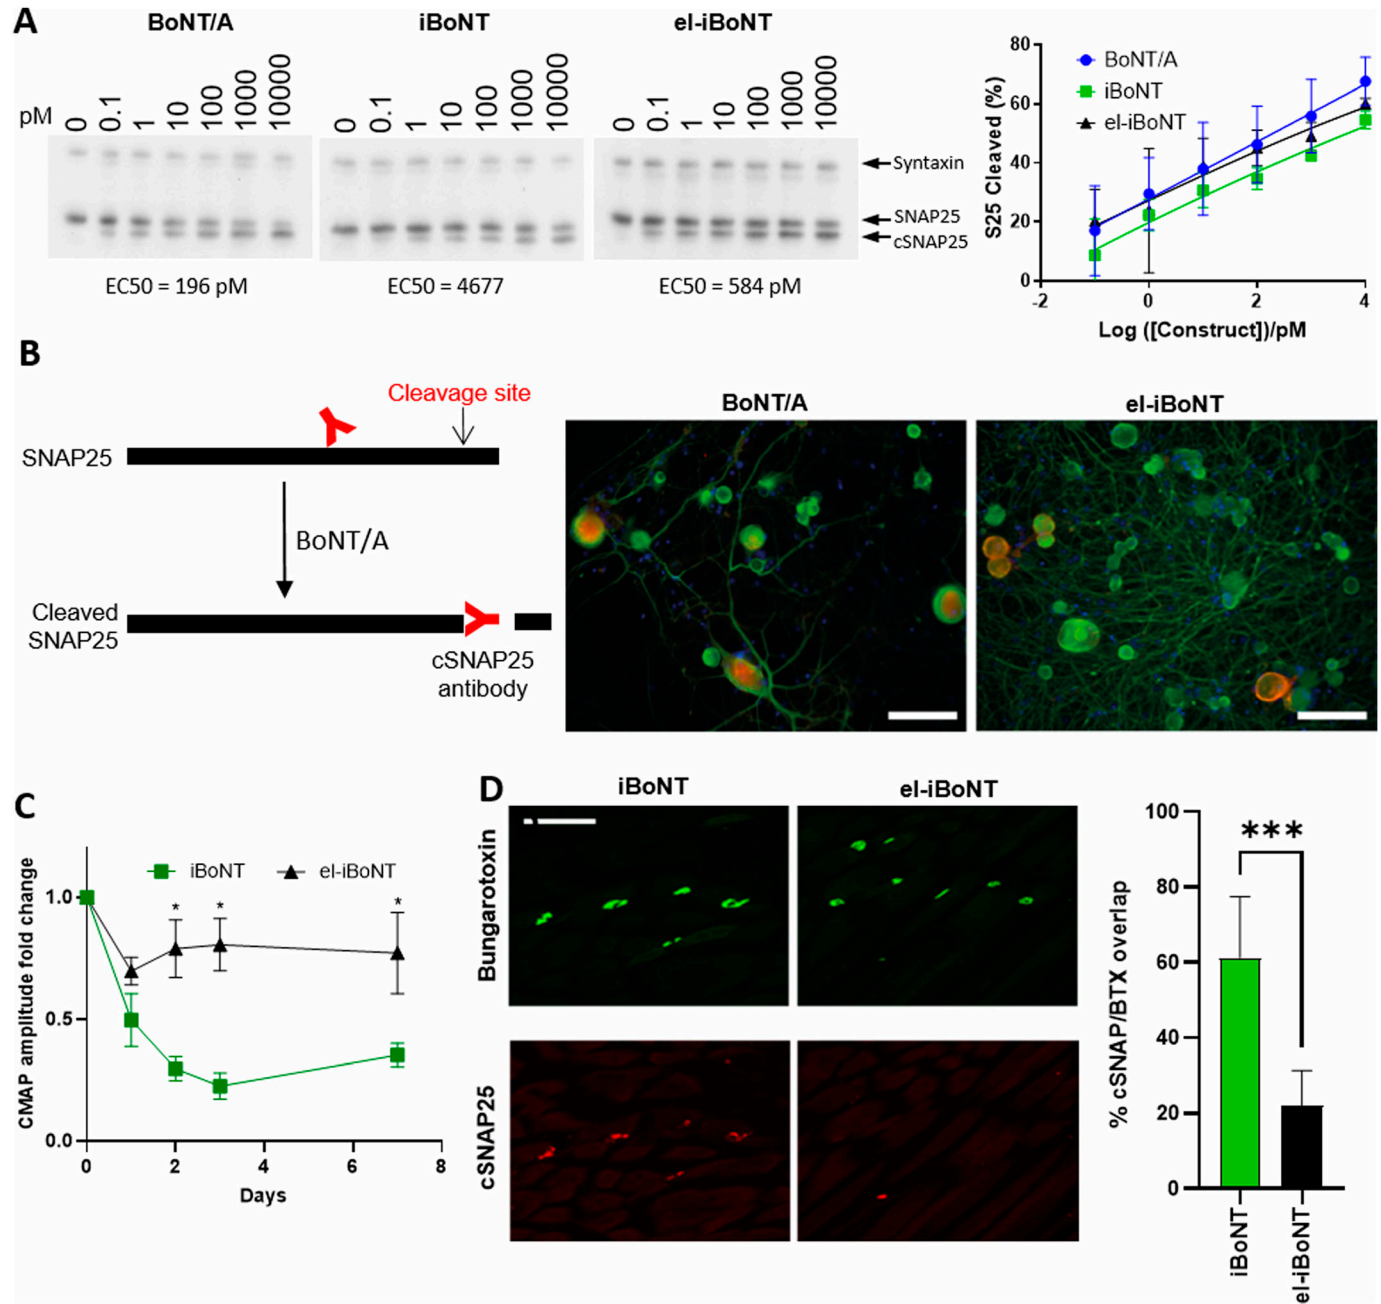 A
BoNT/A
iBoNT
el-iBoNT
pM
0
0.1
1
10
100
1000
10000
0
0.1
1
10
100
1000
10000
0
0.1
1
10
100
1000
10000
Syntaxin
SNAP25
cSNAP25
EC50 = 196 pM
EC50 = 4677
EC50 = 584 pM
S25 Cleaved (%)
80
60
40
20
0
BoNT/A
iBoNT
el-iBoNT
-2
0
2
4
Log ([Construct])/pM
B
Cleavage site
SNAP25
BoNT/A
Cleaved
SNAP25
cSNAP25
antibody
BoNT/A
el-iBoNT
C
iBoNT
el-iBoNT
CMAP amplitude fold change
1.0
0.5
0.0
*
*
*
0
2
4
6
8
Days
D
iBoNT
el-iBoNT
Bungarotoxin
cSNAP25
% cSNAP/BTX overlap
100
80
60
40
20
0
***
iBoNT
el-iBoNT